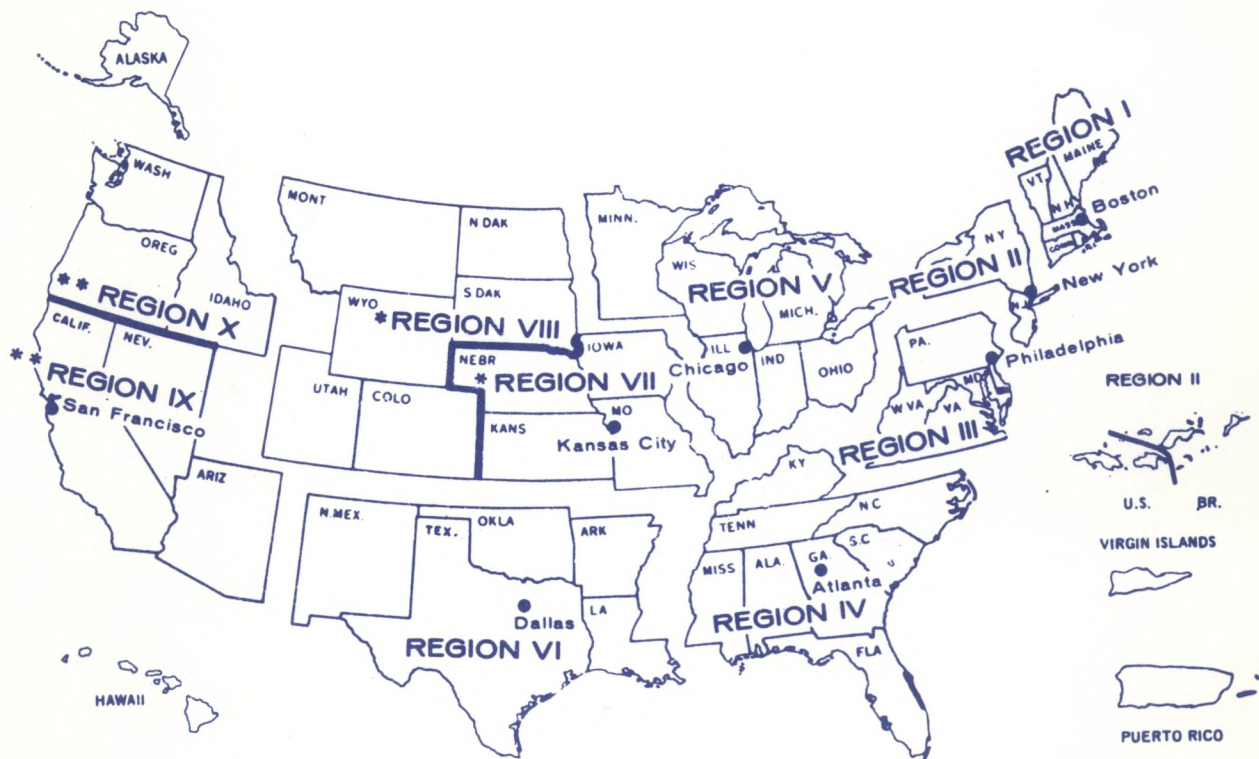 ALASKA
REGION I
MAINE
VT.
N.H.
Boston
MASS
CONN
WASH
MONT
N DAK
MINN.
OREG
NY
REGION II
New York
WIS
REGION V
** REGION X
IDAHO
WYO
S DAK
MICH.
*REGION VIII
CALIF.
NEV.
NEBR
IOWA
ILL
IND
OHIO
PA.
Philadelphia
Chicago
** REGION IX
San Francisco
UTAH
COLO
* REGION VII
MD
REGION II
W VA
VA
MO
KANS
Kansas City
REGION III
KY
ARIZ
U.S. BR.
VIRGIN ISLANDS
N.MEX.
TEX.
OKLA
ARK
TENN
N C
S.C
MISS
ALA.
GA.
Atlanta
LA
Dallas
REGION IV
REGION VI
FLA
HAWAII
PUERTO RICO